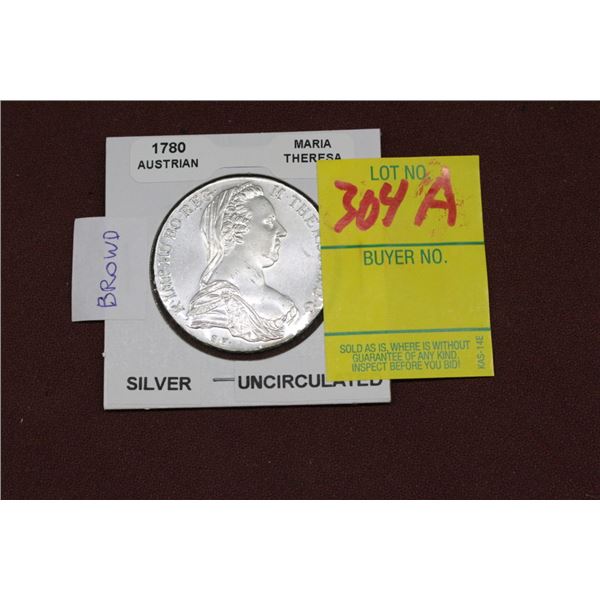 1780
AUSTRIAN
MARIA
THERESA
S.F.
SILVER — UNCIRCULATED
BROWD
LOT NO.
304A
BUYER NO.
SOLD AS IS, WHERE IS WITHOUT
GUARANTEE OF ANY KIND.
INSPECT BEFORE YOU BID!
KAS-14E